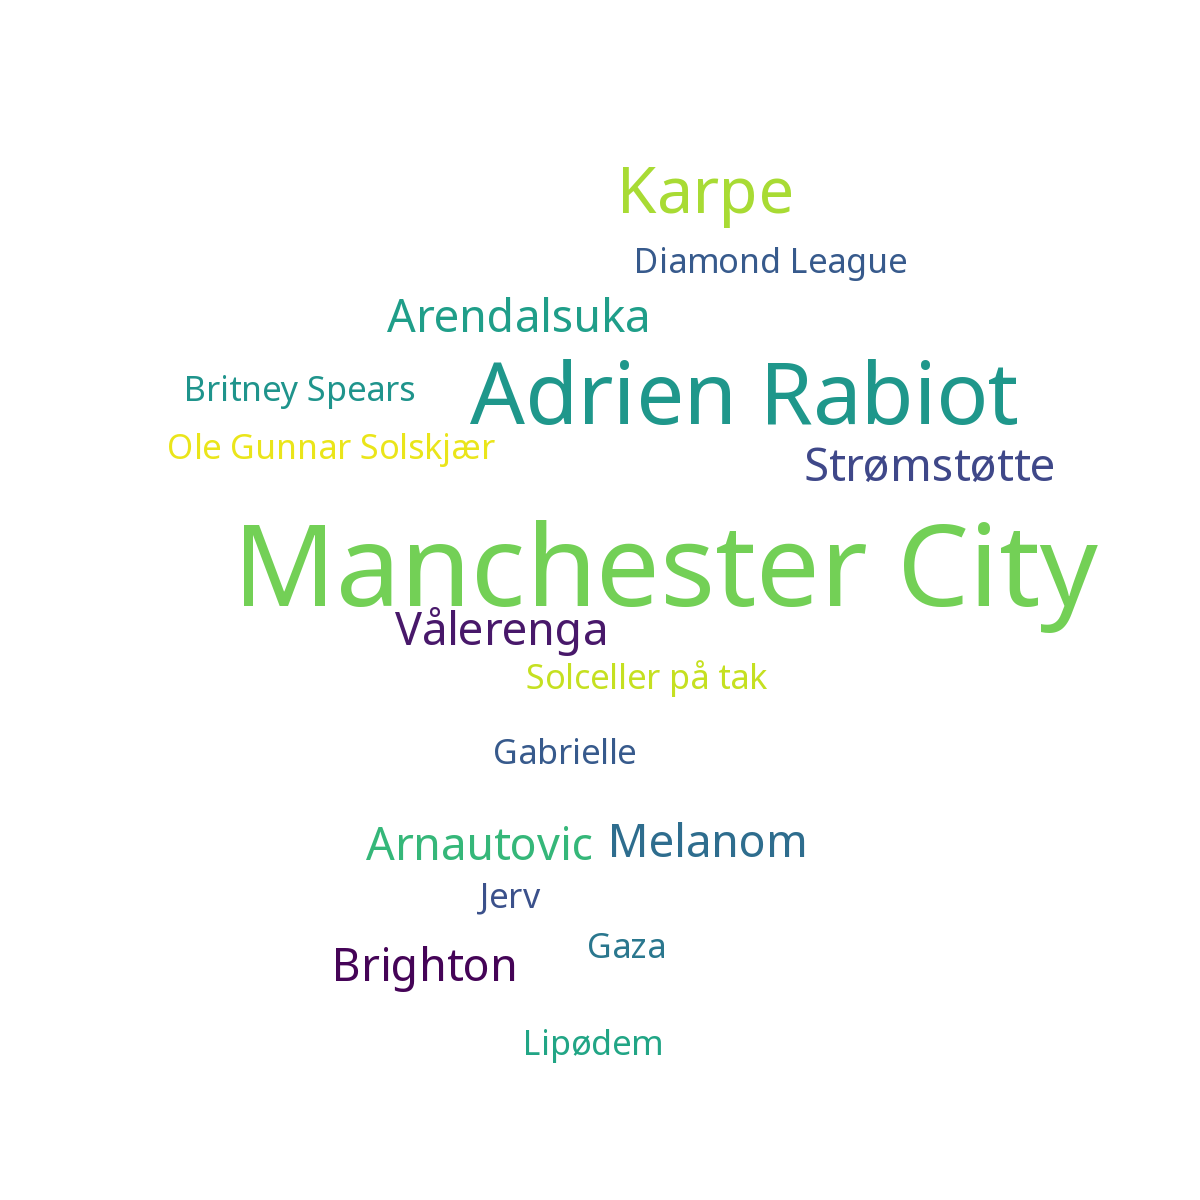 Karpe
Diamond League
Arendalsuka
Adrien Rabiot
Britney Spears
Ole Gunnar Solskjær
Strømstøtte
Manchester City
Vålerenga
Solceller på tak
Gabrielle
Arnautovic
Melanom
Jerv
Gaza
Brighton
Lipødem